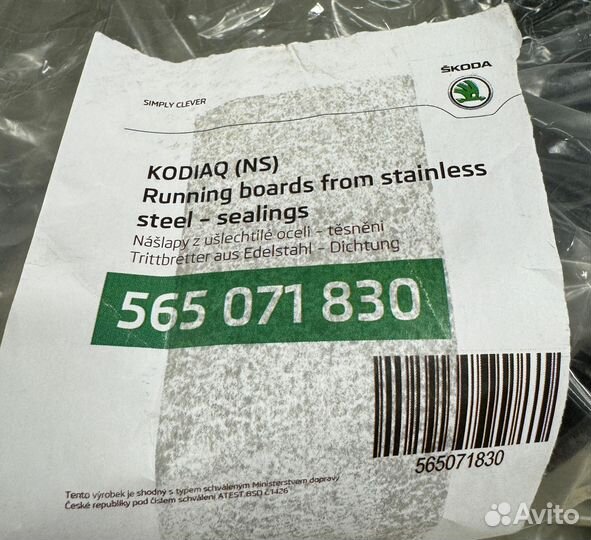 ŠKODA
SIMPLY CLEVER
KODIAQ (NS)
Running boards from stainless
steel – sealings
Nášlapy z ušlechtilé oceli – těsnění
Trittbretter aus Edelstahl – Dichtung
565 071 830
565071830
Tento výrobek je shodný s typem schváleným Ministerstvem dopravy
České republiky pod číslem schválení ATEST 8SD č.1426
Avito